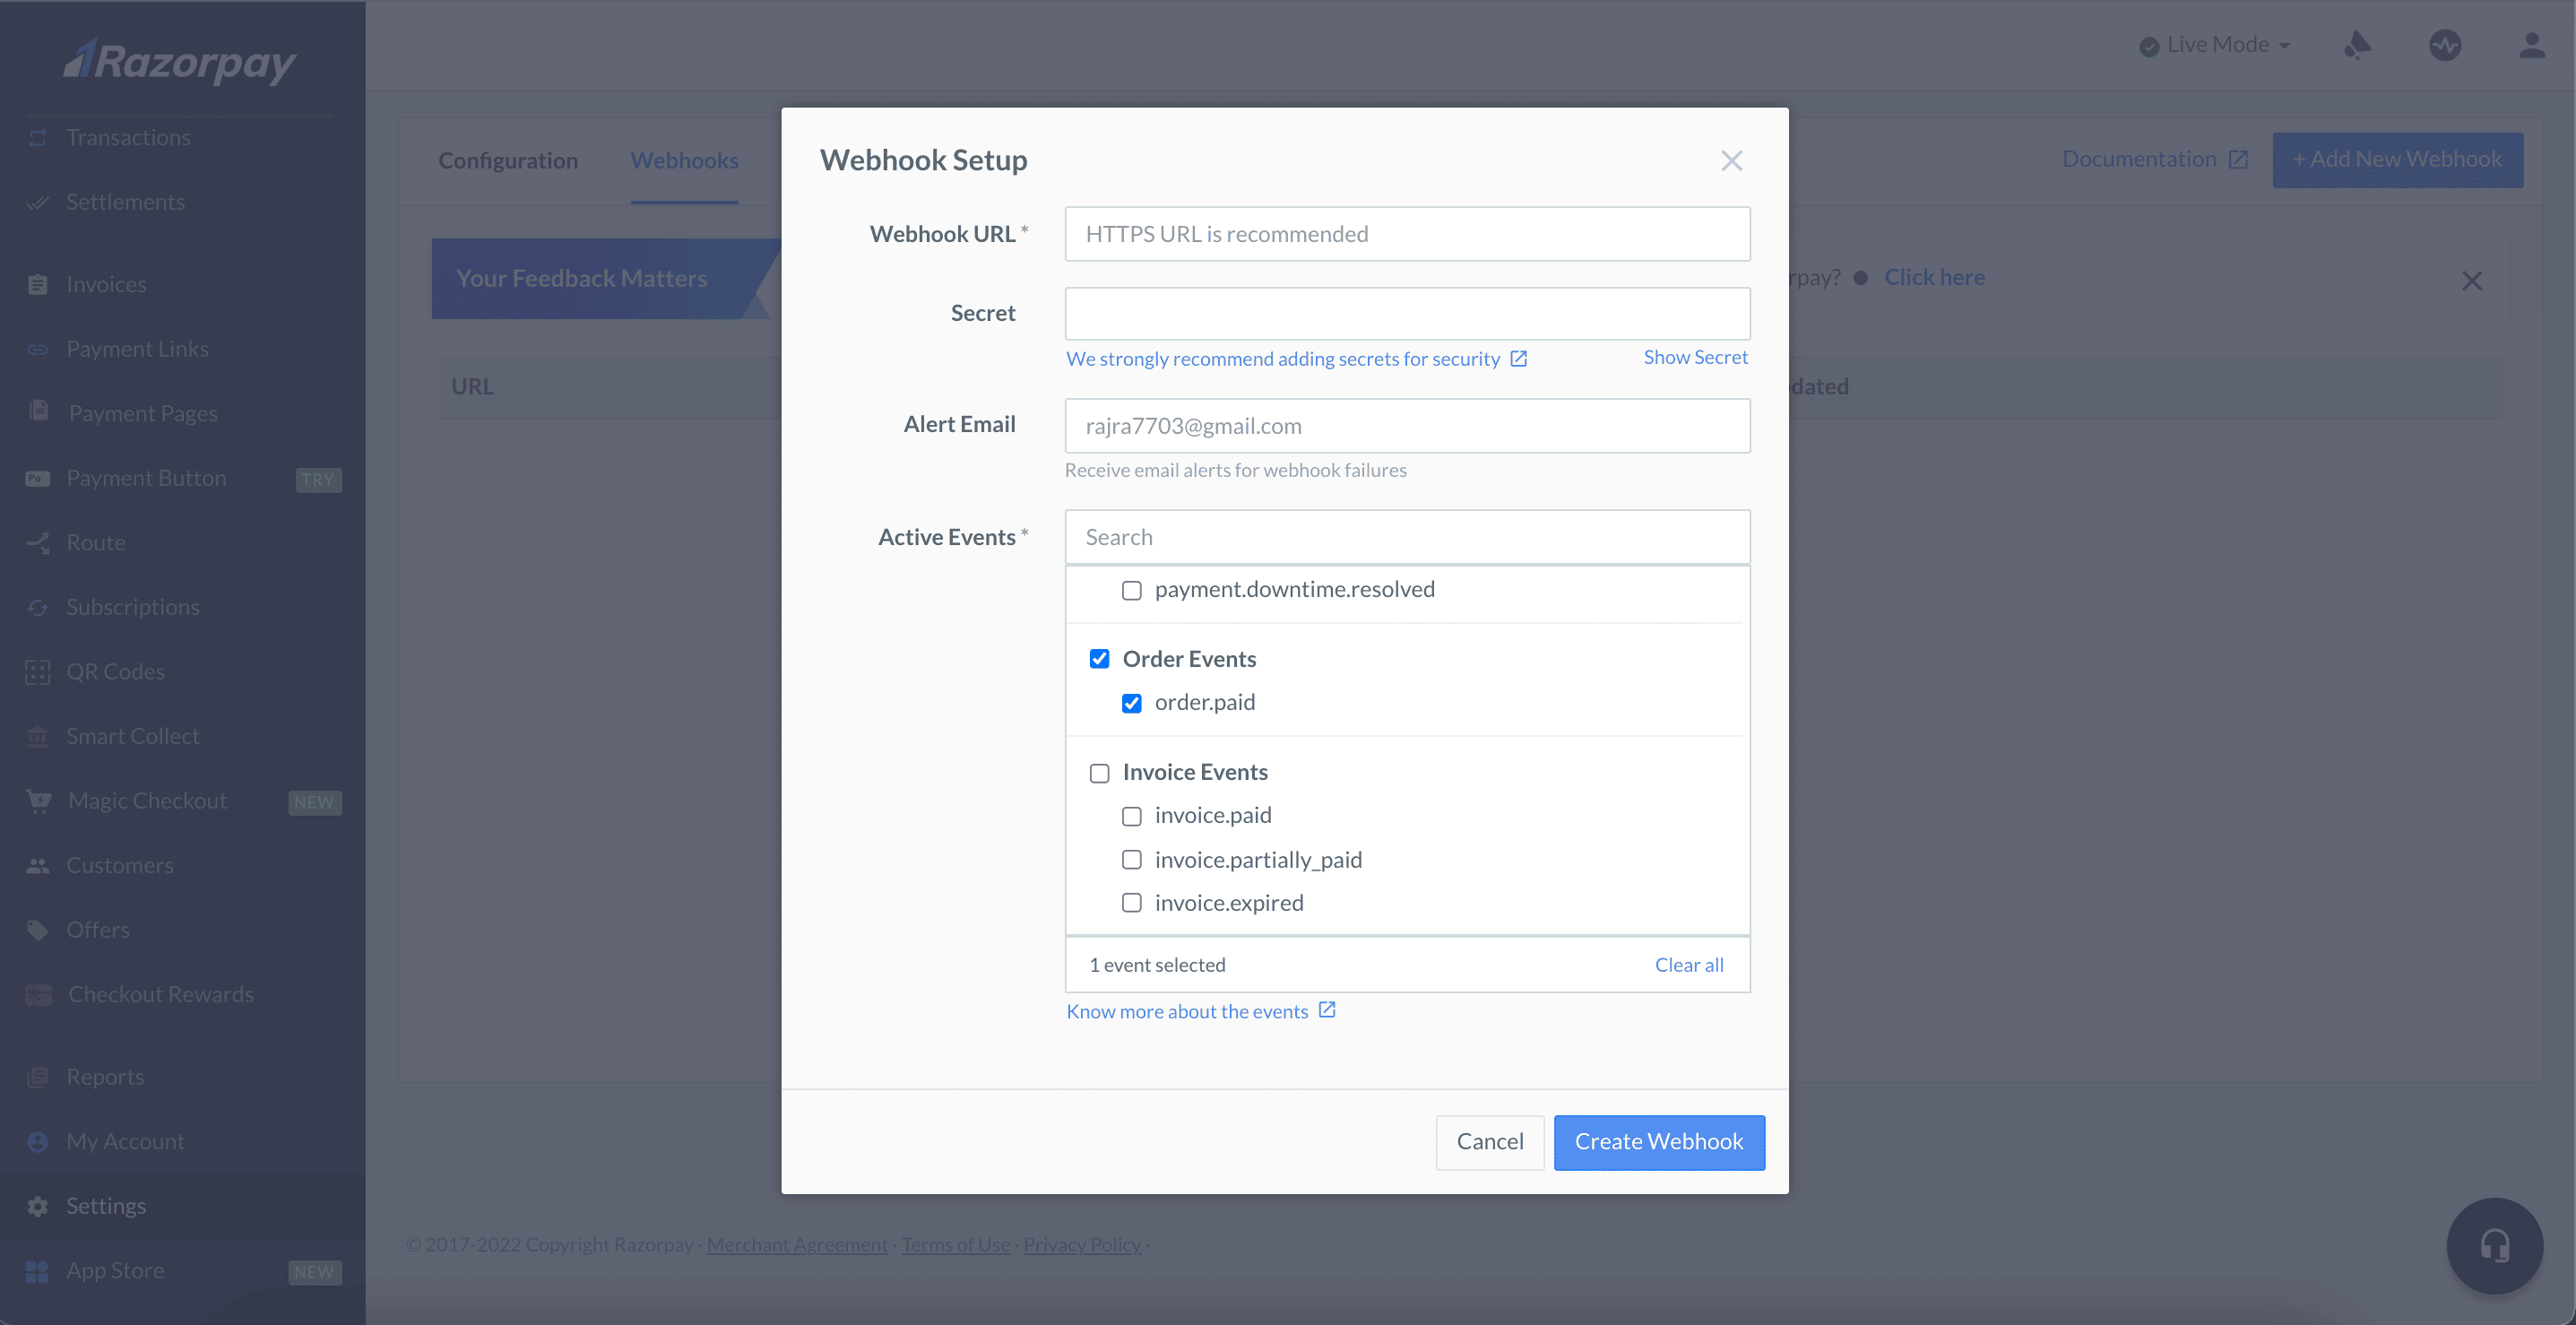 Razorpay
Transactions
Settlements
Invoices
Payment Links
Payment Pages
Payment Button TRY
Route
Subscriptions
QR Codes
Smart Collect
Magic Checkout NEW
Customers
Offers
Checkout Rewards
Reports
My Account
Settings
App Store NEW
Live Mode
Configuration Webhooks
Documentation + Add New Webhook
Your Feedback Matters
rpay? Click here
URL
dated
Webhook Setup
Webhook URL * HTTPS URL is recommended
Secret
We strongly recommend adding secrets for security Show Secret
Alert Email rajra7703@gmail.com
Receive email alerts for webhook failures
Active Events * Search
payment.downtime.resolved
Order Events
order.paid
Invoice Events
invoice.paid
invoice.partially_paid
invoice.expired
1 event selected Clear all
Know more about the events
Cancel Create Webhook
© 2017-2022 Copyright Razorpay · Merchant Agreement · Terms of Use · Privacy Policy ·